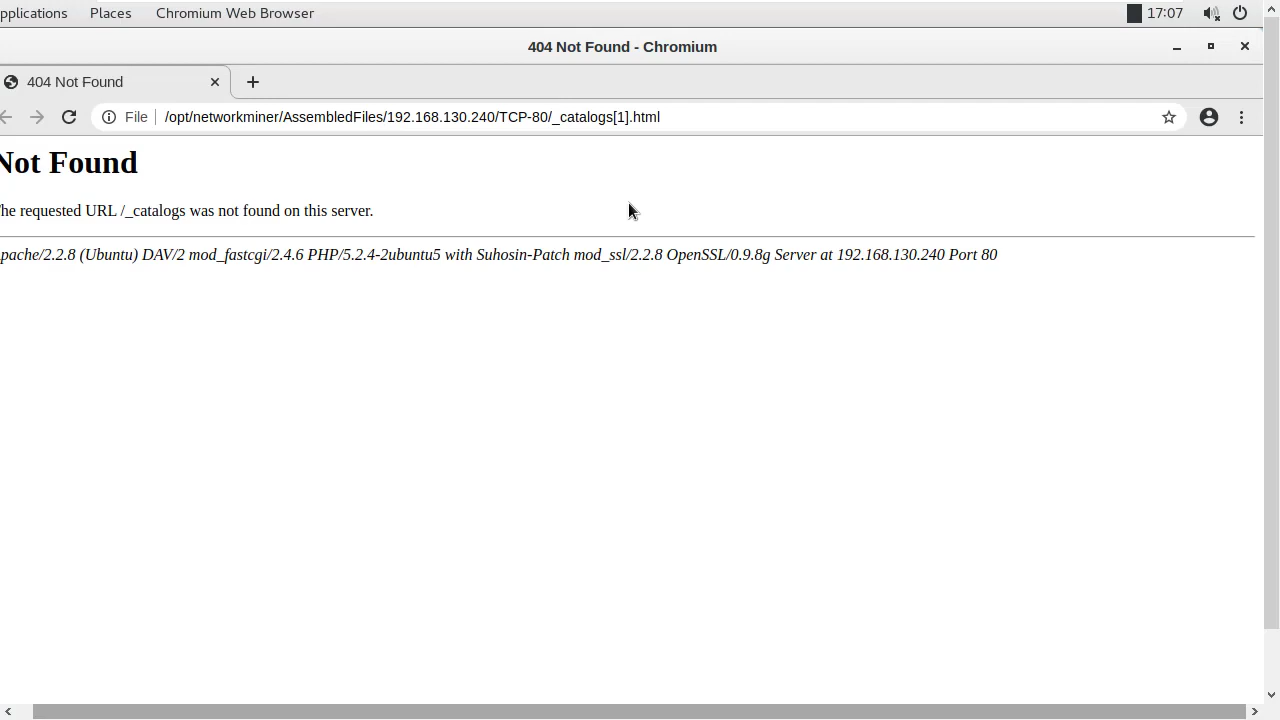 pplications Places Chromium Web Browser 17:07
404 Not Found - Chromium
404 Not Found
File /opt/networkminer/AssembledFiles/192.168.130.240/TCP-80/_catalogs[1].html
Not Found
he requested URL /_catalogs was not found on this server.
pache/2.2.8 (Ubuntu) DAV/2 mod_fastcgi/2.4.6 PHP/5.2.4-2ubuntu5 with Suhosin-Patch mod_ssl/2.2.8 OpenSSL/0.9.8g Server at 192.168.130.240 Port 80